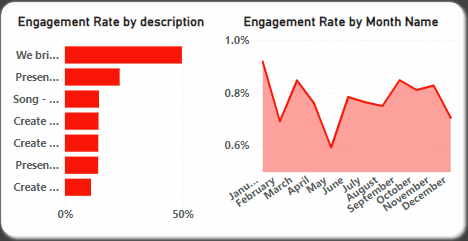 Engagement Rate by description
We bri...
Presen...
Song - ...
Create ...
Create ...
Presen...
Create ...
0%
50%
Engagement Rate by Month Name
1.0%
0.8%
0.6%
Janu...
February
March
April
May
June
July
August
September
October
November
December